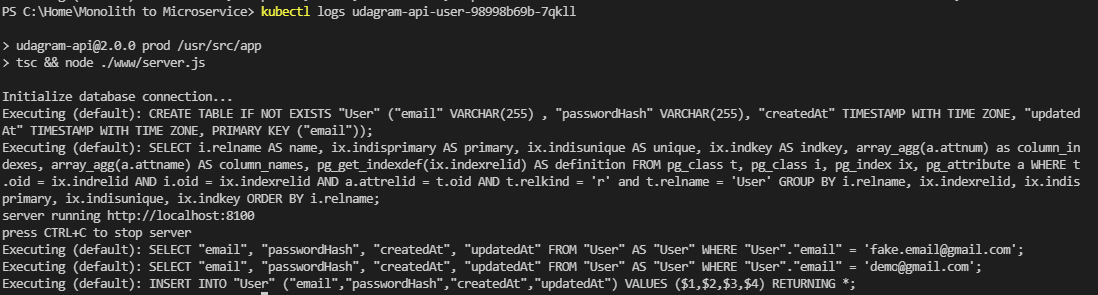 PS C:\Home\Monolith to Microservice> kubectl logs udagram-api-user-98998b69b-7qkll
> udagram-api@2.0.0 prod /usr/src/app
> tsc && node ./www/server.js
Initialize database connection...
Executing (default): CREATE TABLE IF NOT EXISTS "User" ("email" VARCHAR(255) , "passwordHash" VARCHAR(255), "createdAt" TIMESTAMP WITH TIME ZONE, "updated
At" TIMESTAMP WITH TIME ZONE, PRIMARY KEY ("email"));
Executing (default): SELECT i.relname AS name, ix.indisprimary AS primary, ix.indisunique AS unique, ix.indkey AS indkey, array_agg(a.attnum) as column_in
dexes, array_agg(a.attname) AS column_names, pg_get_indexdef(ix.indexrelid) AS definition FROM pg_class t, pg_class i, pg_index ix, pg_attribute a WHERE t
.oid = ix.indrelid AND i.oid = ix.indexrelid AND a.attrelid = t.oid AND t.relkind = 'r' and t.relname = 'User' GROUP BY i.relname, ix.indexrelid, ix.indis
primary, ix.indisunique, ix.indkey ORDER BY i.relname;
server running http://localhost:8100
press CTRL+C to stop server
Executing (default): SELECT "email", "passwordHash", "createdAt", "updatedAt" FROM "User" AS "User" WHERE "User"."email" = 'fake.email@gmail.com';
Executing (default): SELECT "email", "passwordHash", "createdAt", "updatedAt" FROM "User" AS "User" WHERE "User"."email" = 'demo@gmail.com';
Executing (default): INSERT INTO "User" ("email","passwordHash","createdAt","updatedAt") VALUES ($1,$2,$3,$4) RETURNING *;